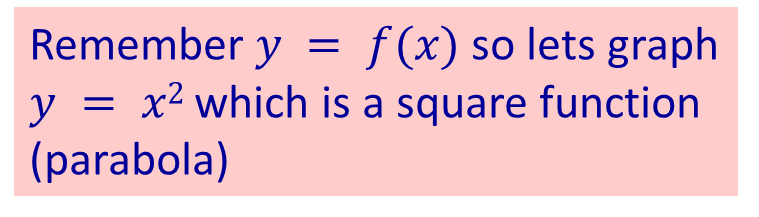 Remember y = f(x) so lets graph
y = x² which is a square function
(parabola)